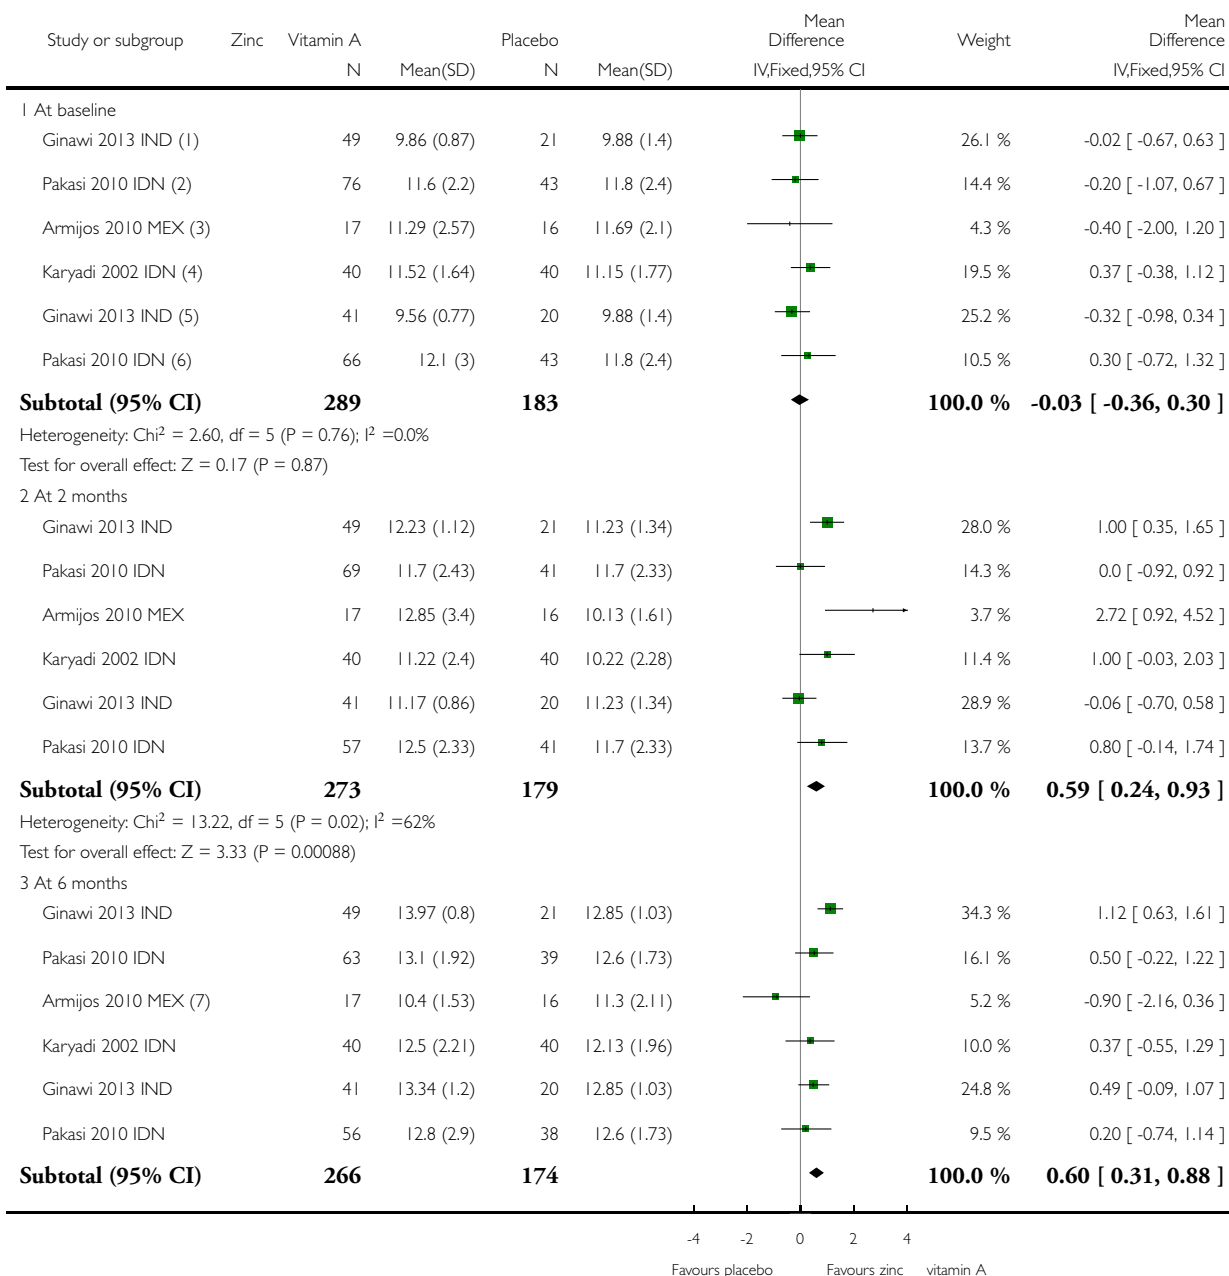 Study or subgroup Zinc Vitamin A Placebo Mean Difference Weight Mean Difference
N Mean(SD) N Mean(SD) IV,Fixed,95% CI IV,Fixed,95% CI
1 At baseline
Ginawi 2013 IND (1) 49 9.86 (0.87) 21 9.88 (1.4) 26.1 % -0.02 [ -0.67, 0.63 ]
Pakasi 2010 IDN (2) 76 11.6 (2.2) 43 11.8 (2.4) 14.4 % -0.20 [ -1.07, 0.67 ]
Armijos 2010 MEX (3) 17 11.29 (2.57) 16 11.69 (2.1) 4.3 % -0.40 [ -2.00, 1.20 ]
Karyadi 2002 IDN (4) 40 11.52 (1.64) 40 11.15 (1.77) 19.5 % 0.37 [ -0.38, 1.12 ]
Ginawi 2013 IND (5) 41 9.56 (0.77) 20 9.88 (1.4) 25.2 % -0.32 [ -0.98, 0.34 ]
Pakasi 2010 IDN (6) 66 12.1 (3) 43 11.8 (2.4) 10.5 % 0.30 [ -0.72, 1.32 ]
Subtotal (95% CI) 289 183 100.0 % -0.03 [ -0.36, 0.30 ]
Heterogeneity: Chi² = 2.60, df = 5 (P = 0.76); I² =0.0%
Test for overall effect: Z = 0.17 (P = 0.87)
2 At 2 months
Ginawi 2013 IND 49 12.23 (1.12) 21 11.23 (1.34) 28.0 % 1.00 [ 0.35, 1.65 ]
Pakasi 2010 IDN 69 11.7 (2.43) 41 11.7 (2.33) 14.3 % 0.0 [ -0.92, 0.92 ]
Armijos 2010 MEX 17 12.85 (3.4) 16 10.13 (1.61) 3.7 % 2.72 [ 0.92, 4.52 ]
Karyadi 2002 IDN 40 11.22 (2.4) 40 10.22 (2.28) 11.4 % 1.00 [ -0.03, 2.03 ]
Ginawi 2013 IND 41 11.17 (0.86) 20 11.23 (1.34) 28.9 % -0.06 [ -0.70, 0.58 ]
Pakasi 2010 IDN 57 12.5 (2.33) 41 11.7 (2.33) 13.7 % 0.80 [ -0.14, 1.74 ]
Subtotal (95% CI) 273 179 100.0 % 0.59 [ 0.24, 0.93 ]
Heterogeneity: Chi² = 13.22, df = 5 (P = 0.02); I² =62%
Test for overall effect: Z = 3.33 (P = 0.00088)
3 At 6 months
Ginawi 2013 IND 49 13.97 (0.8) 21 12.85 (1.03) 34.3 % 1.12 [ 0.63, 1.61 ]
Pakasi 2010 IDN 63 13.1 (1.92) 39 12.6 (1.73) 16.1 % 0.50 [ -0.22, 1.22 ]
Armijos 2010 MEX (7) 17 10.4 (1.53) 16 11.3 (2.11) 5.2 % -0.90 [ -2.16, 0.36 ]
Karyadi 2002 IDN 40 12.5 (2.21) 40 12.13 (1.96) 10.0 % 0.37 [ -0.55, 1.29 ]
Ginawi 2013 IND 41 13.34 (1.2) 20 12.85 (1.03) 24.8 % 0.49 [ -0.09, 1.07 ]
Pakasi 2010 IDN 56 12.8 (2.9) 38 12.6 (1.73) 9.5 % 0.20 [ -0.74, 1.14 ]
Subtotal (95% CI) 266 174 100.0 % 0.60 [ 0.31, 0.88 ]
-4 -2 0 2 4
Favours placebo Favours zinc vitamin A